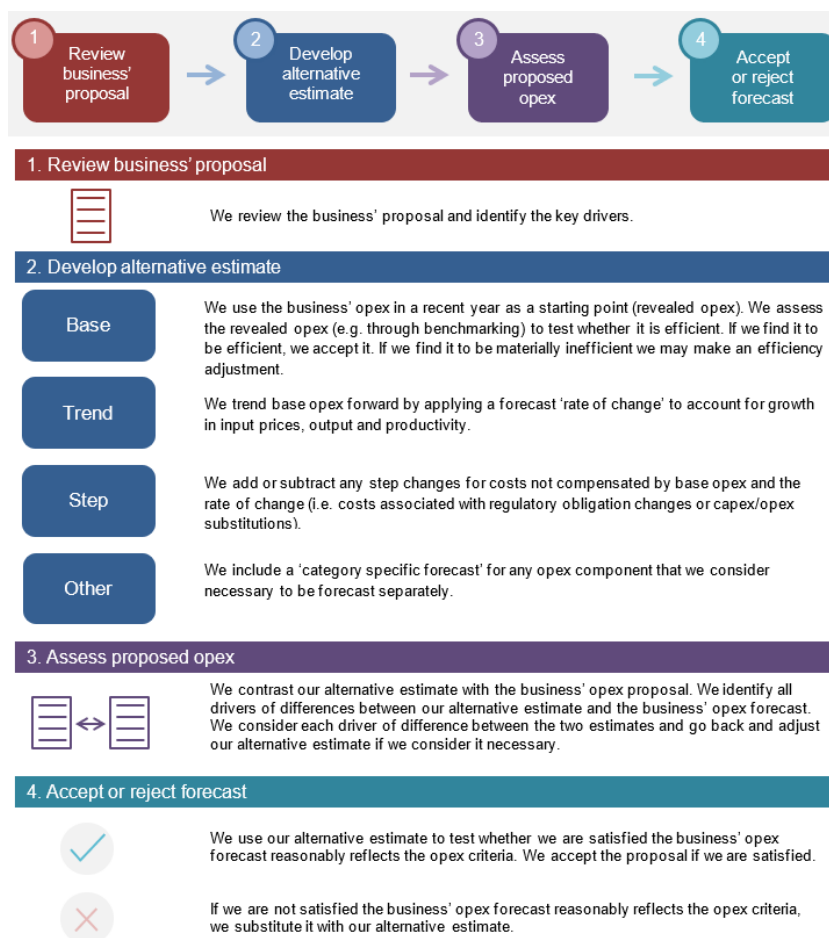 1
Review
business'
proposal
2
Develop
alternative
estimate
3
Assess
proposed
opex
4
Accept
or reject
forecast
1. Review business' proposal
We review the business' proposal and identify the key drivers.
2. Develop alternative estimate
Base
We use the business' opex in a recent year as a starting point (revealed opex). We assess
the revealed opex (e.g. through benchmarking) to test whether it is efficient. If we find it to
be efficient, we accept it. If we find it to be materially inefficient we may make an efficiency
adjustment.
Trend
We trend base opex forward by applying a forecast 'rate of change' to account for growth
in input prices, output and productivity.
Step
We add or subtract any step changes for costs not compensated by base opex and the
rate of change (i.e. costs associated with regulatory obligation changes or capex/opex
substitutions).
Other
We include a 'category specific forecast' for any opex component that we consider
necessary to be forecast separately.
3. Assess proposed opex
We contrast our alternative estimate with the business' opex proposal. We identify all
drivers of differences between our alternative estimate and the business' opex forecast.
We consider each driver of difference between the two estimates and go back and adjust
our alternative estimate if we consider it necessary.
4. Accept or reject forecast
We use our alternative estimate to test whether we are satisfied the business' opex
forecast reasonably reflects the opex criteria. We accept the proposal if we are satisfied.
If we are not satisfied the business' opex forecast reasonably reflects the opex criteria,
we substitute it with our alternative estimate.